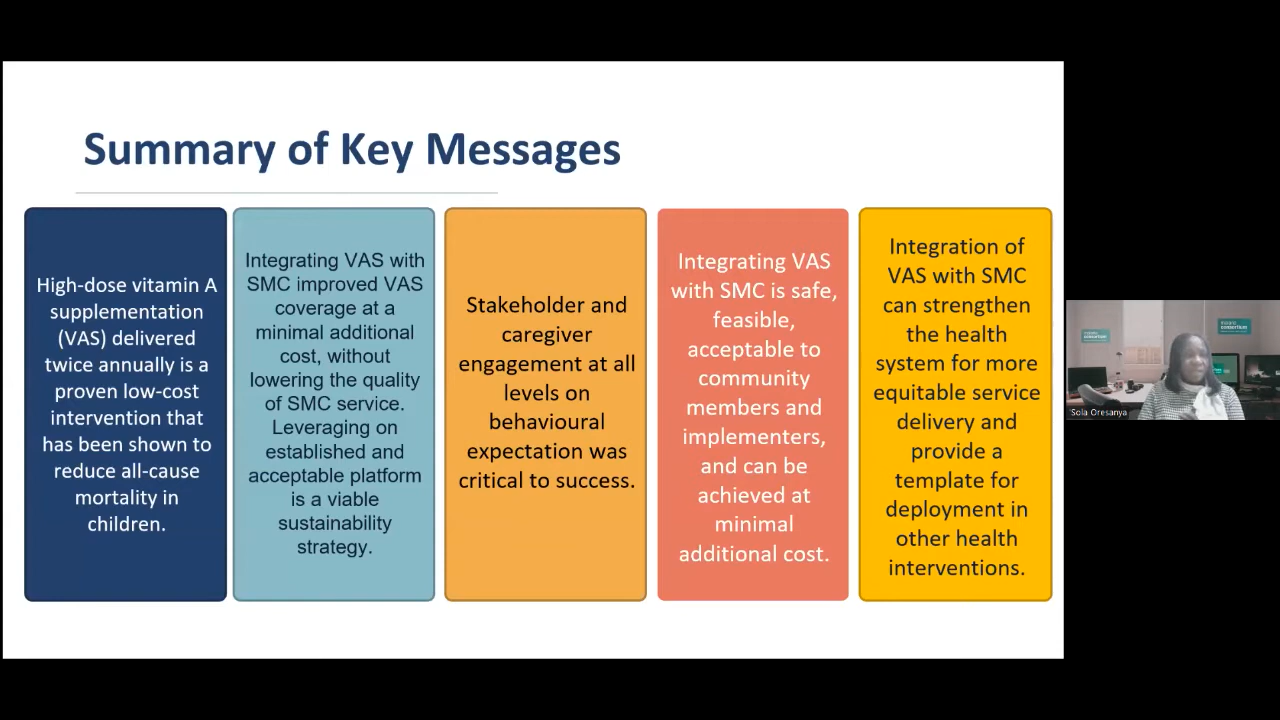 Summary of Key Messages
High-dose vitamin A
supplementation
(VAS) delivered
twice annually is a
proven low-cost
intervention that
has been shown to
reduce all-cause
mortality in
children.
Integrating VAS with
SMC improved VAS
coverage at a
minimal additional
cost, without
lowering the quality
of SMC service.
Leveraging on
established and
acceptable platform
is a viable
sustainability
strategy.
Stakeholder and
caregiver
engagement at all
levels on
behavioural
expectation was
critical to success.
Integrating VAS
with SMC is safe,
feasible,
acceptable to
community
members and
implementers,
and can be
achieved at
minimal
additional cost.
Integration of
VAS with SMC
can strengthen
the health
system for more
equitable service
delivery and
provide a
template for
deployment in
other health
interventions.
consortium
Sola Oresanya